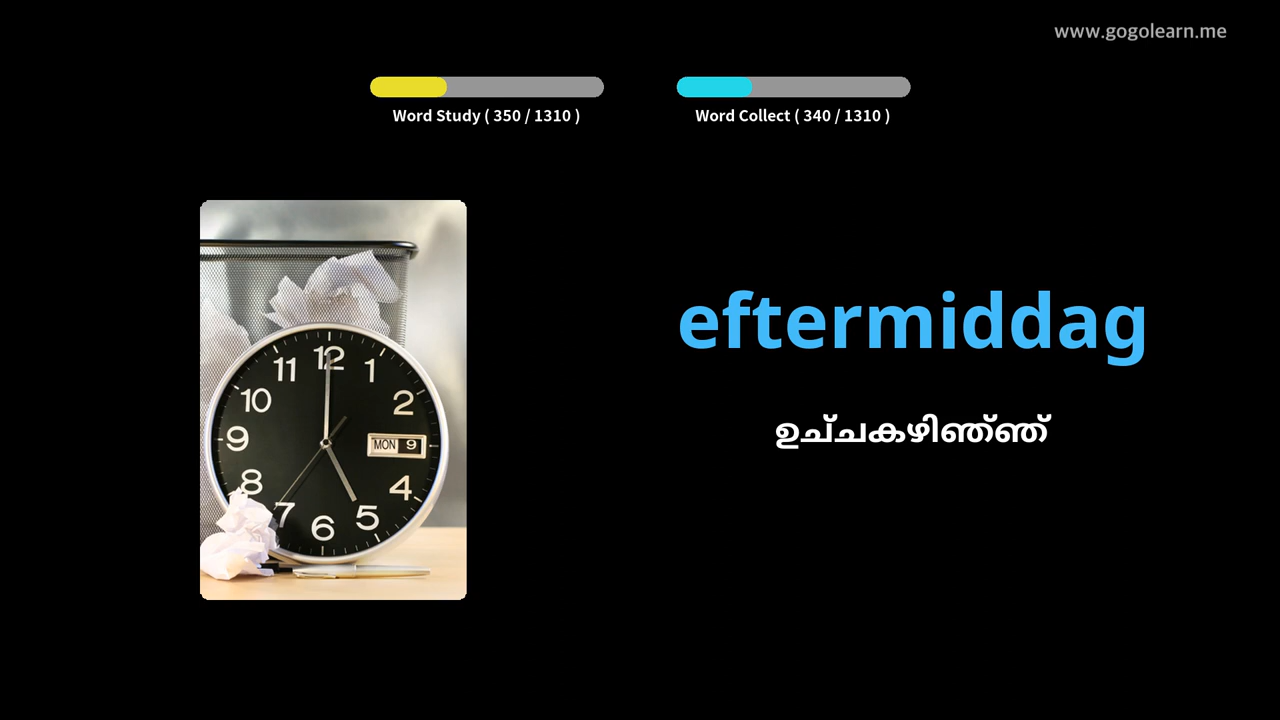 www.gogolearn.me
Word Study ( 350 / 1310 )
Word Collect ( 340 / 1310 )
12
11
1
10
2
9
MON 9
8
4
7
5
6
eftermiddag
ഉച്ചകഴിഞ്ഞ്